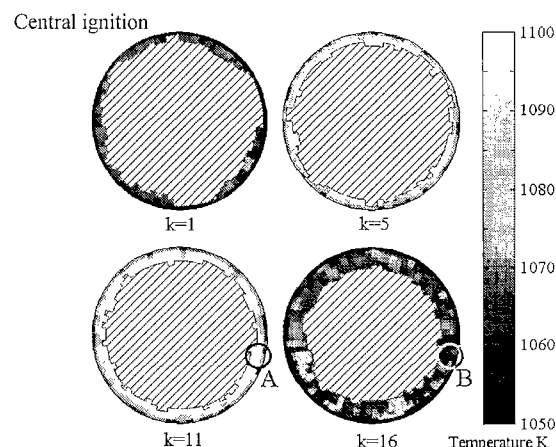 Central ignition
k=1
k=5
k=11
k=16
A
B
1100
1090
1080
1070
1060
1050
Temperature K